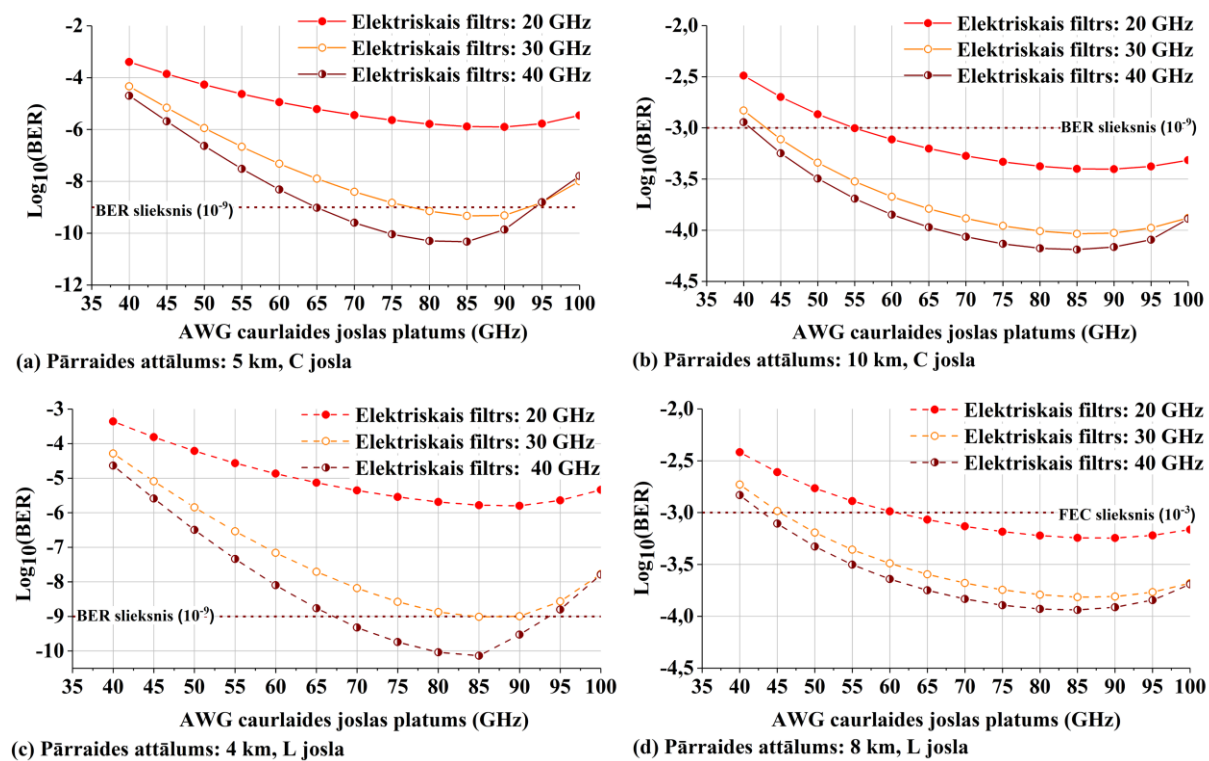 -2
-4
-6
-8
-10
-12
Log10(BER)
Elektriskais filtrs: 20 GHz
Elektriskais filtrs: 30 GHz
Elektriskais filtrs: 40 GHz
BER slieksnis (10-9)
35 40 45 50 55 60 65 70 75 80 85 90 95 100
AWG caurlaides joslas platums (GHz)
(a) Pārraides attālums: 5 km, C josla
-2,0
-2,5
-3,0
-3,5
-4,0
-4,5
Log10(BER)
Elektriskais filtrs: 20 GHz
Elektriskais filtrs: 30 GHz
Elektriskais filtrs: 40 GHz
BER slieksnis (10-9)
35 40 45 50 55 60 65 70 75 80 85 90 95 100
AWG caurlaides joslas platums (GHz)
(b) Pārraides attālums: 10 km, C josla
-3
-4
-5
-6
-7
-8
-9
-10
Log10(BER)
Elektriskais filtrs: 20 GHz
Elektriskais filtrs: 30 GHz
Elektriskais filtrs: 40 GHz
BER slieksnis (10-9)
35 40 45 50 55 60 65 70 75 80 85 90 95 100
AWG caurlaides joslas platums (GHz)
(c) Pārraides attālums: 4 km, L josla
-2,0
-2,5
-3,0
-3,5
-4,0
-4,5
Log10(BER)
Elektriskais filtrs: 20 GHz
Elektriskais filtrs: 30 GHz
Elektriskais filtrs: 40 GHz
FEC slieksnis (10-3)
35 40 45 50 55 60 65 70 75 80 85 90 95 100
AWG caurlaides joslas platums (GHz)
(d) Pārraides attālums: 8 km, L josla